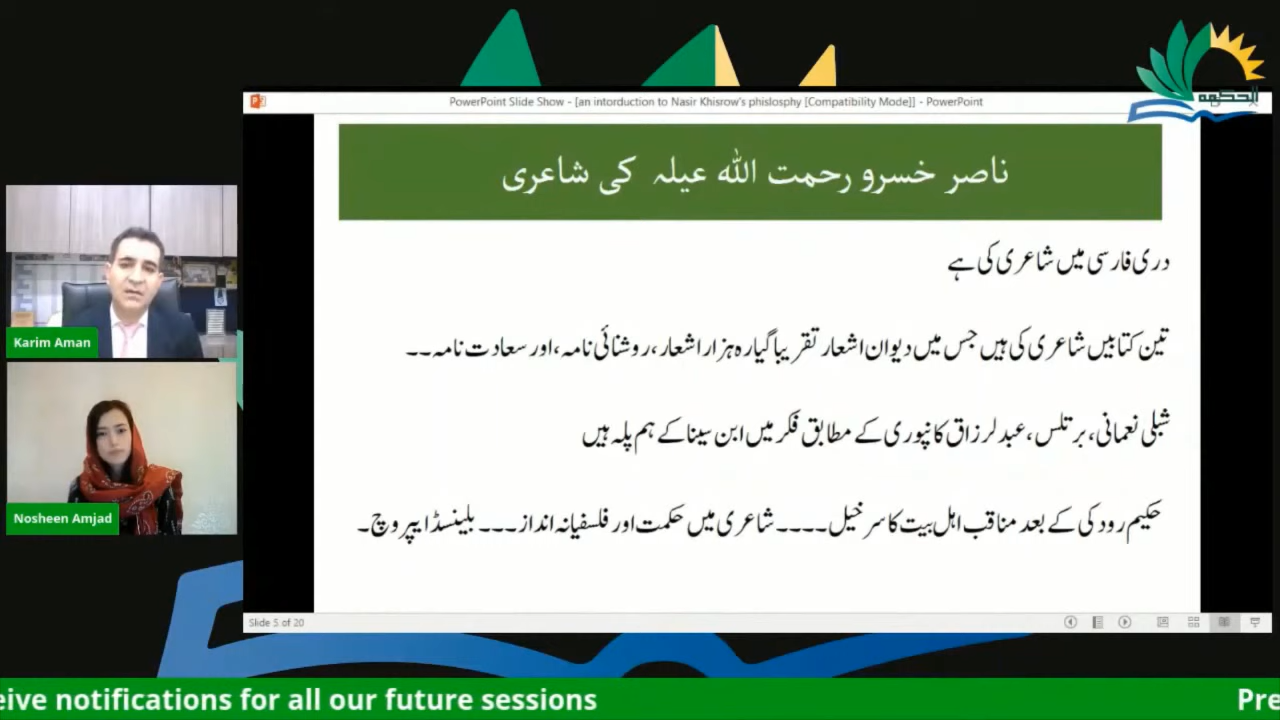 PowerPoint Slide Show - [an intorduction to Nasir Khisrow's phislosphy [Compatibility Mode]] - PowerPoint
الحکمہ
ناصر خسرو رحمت اللہ عیلہ کی شاعری
دری فارسی میں شاعری کی ہے
تین کتابیں شاعری کی ہیں جس میں دیوان اشعار تقریبا گیارہ ہزار اشعار، روشنائی نامہ، اور سعادت نامہ۔۔
شبلی نعمانی، برتلس، عبدلرزاق کانپوری کے مطابق فکر میں ابن سینا کے ہم پلہ ہیں
حکیم رودکی کے بعد مناقب اہل بیت کا سرخیل۔۔۔۔ شاعری میں حکمت اور فلسفیانہ انداز۔۔۔ بلینسڈ ایپروچ۔
Karim Aman
Nosheen Amjad
Slide 5 of 20
eive notifications for all our future sessions
Pre